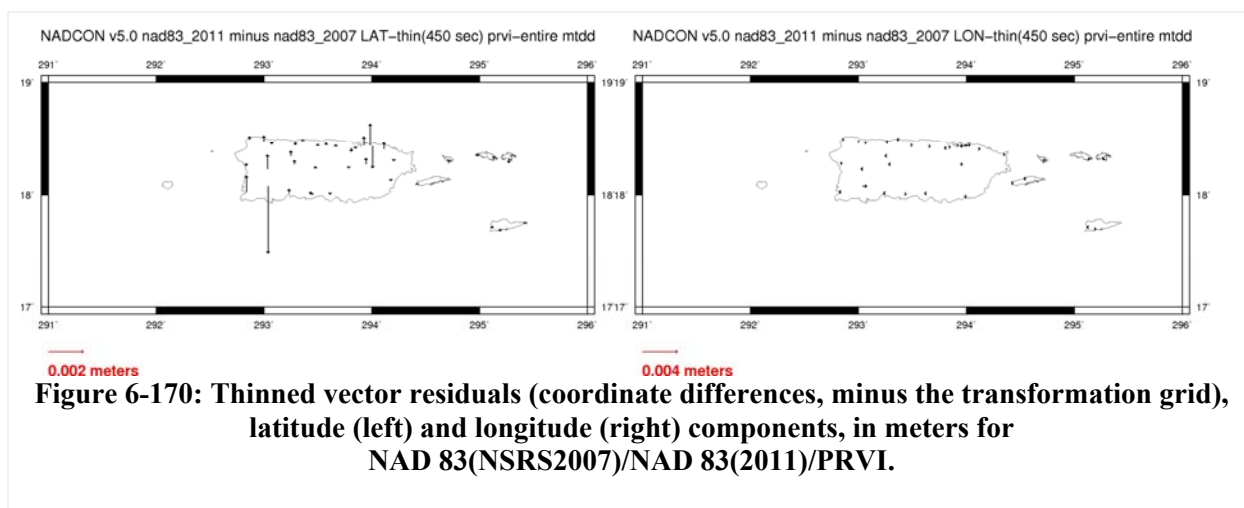 NADCON v5.0 nad83_2011 minus nad83_2007 LAT-thin(450 sec) prvi-entire mtdd
NADCON v5.0 nad83_2011 minus nad83_2007 LON-thin(450 sec) prvi-entire mtdd
291˚ 292˚ 293˚ 294˚ 295˚ 296˚
291˚ 292˚ 293˚ 294˚ 295˚ 296˚
19˚ 19˚19˚ 19˚
18˚ 18˚18˚ 18˚
17˚ 17˚17˚ 17˚
291˚ 292˚ 293˚ 294˚ 295˚ 296˚
291˚ 292˚ 293˚ 294˚ 295˚ 296˚
0.002 meters
0.004 meters
Figure 6-170: Thinned vector residuals (coordinate differences, minus the transformation grid),
latitude (left) and longitude (right) components, in meters for
NAD 83(NSRS2007)/NAD 83(2011)/PRVI.